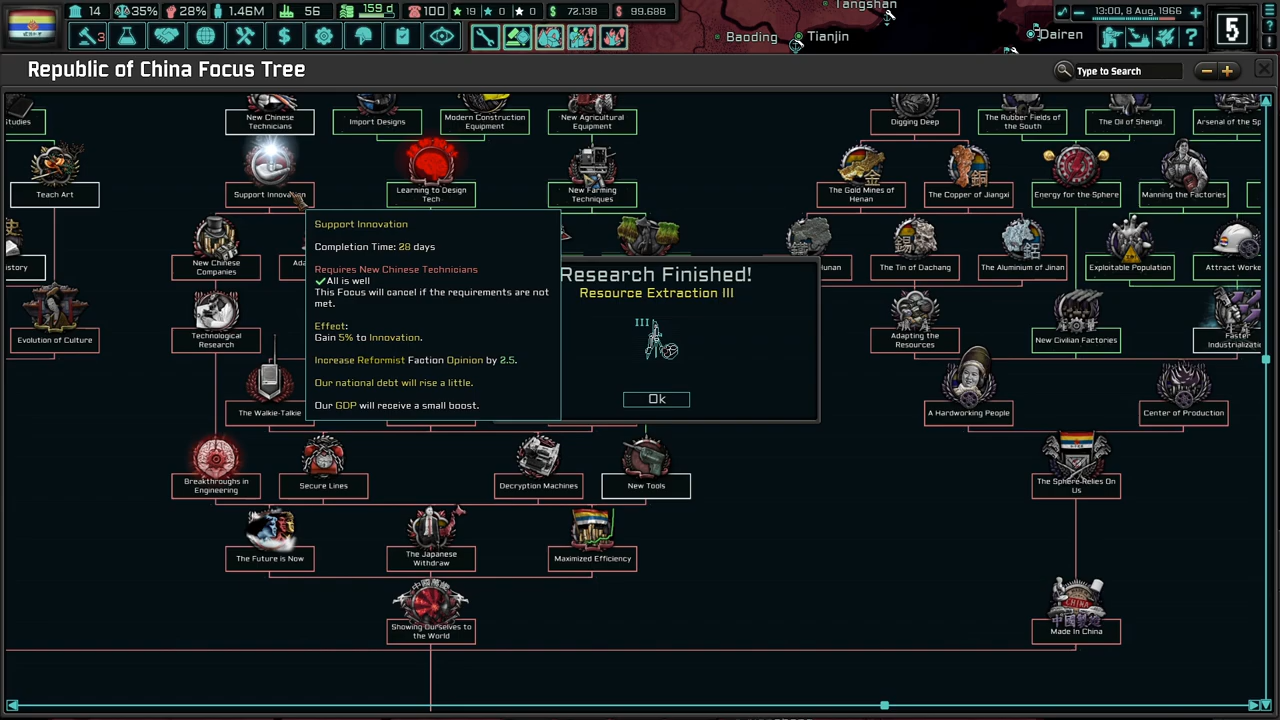 14
35%
28%
1.46M
56
159 d
100
19
0
0
$ 72.13B
$ 99.68B
Tangshan
Baoding
Tianjin
Dairen
13:00, 8 Aug, 1966
5
3
Republic of China Focus Tree
Type to Search
New Chinese
Technicians
Import Designs
Modern Construction
Equipment
New Agricultural
Equipment
Digging Deep
The Rubber Fields of
the South
The Oil of Shengli
Teach Art
Support Innovation
Learning to Design
Tech
New Farming
Techniques
The Gold Mines of
Henan
金
The Copper of Jiangxi
銅
Energy for the Sphere
Manning the Factories
Support Innovation
Completion Time: 28 days
Requires New Chinese Technicians
All is well
This Focus will cancel if the requirements are not
met.
Effect:
Gain 5% to Innovation.
Increase Reformist Faction Opinion by 2.5.
Our national debt will rise a little.
Our GDP will receive a small boost.
Research Finished!
Resource Extraction III
III
Ok
New Chinese
Companies
The Tin of Dachang
The Aluminium of Jinan
Exploitable Population
Evolution of Culture
Technological
Research
Adapting the
Resources
New Civilian Factories
The Walkie-Talkie
A Hardworking People
Center of Production
Breakthroughs in
Engineering
Secure Lines
Decryption Machines
New Tools
The Sphere Relies On
Us
The Future is Now
The Japanese
Withdraw
Maximized Efficiency
Showing Ourselves to
the World
CHINA
中國製造
Made In China